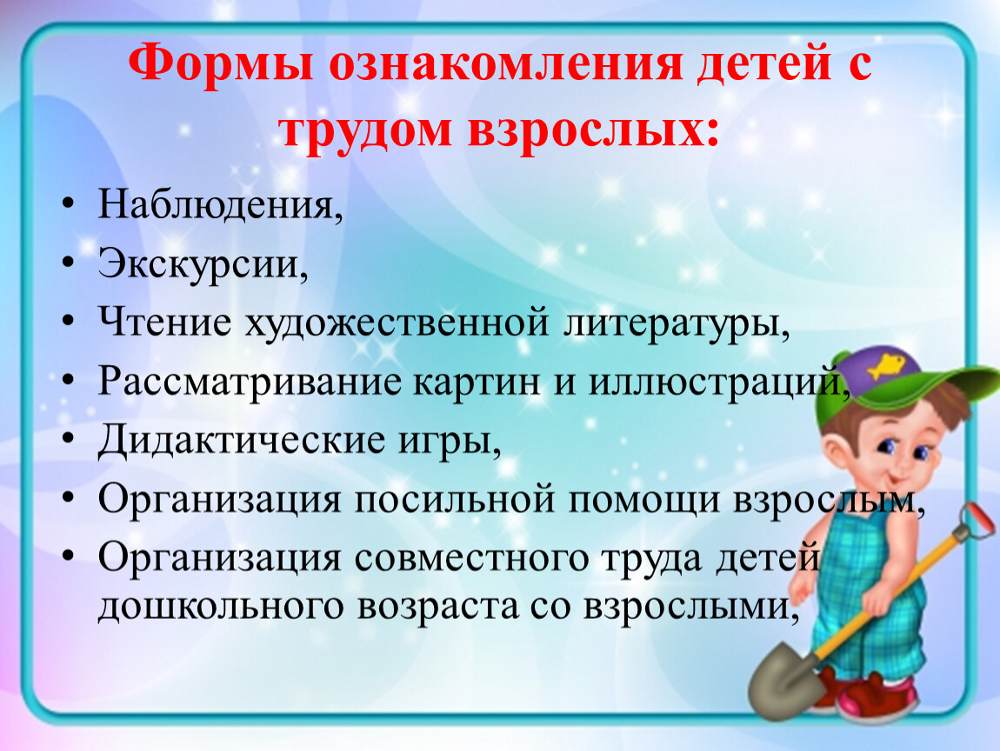 Формы ознакомления детей с
трудом взрослых:
• Наблюдения,
• Экскурсии,
• Чтение художественной литературы,
• Рассматривание картин и иллюстраций,
• Дидактические игры,
• Организация посильной помощи взрослым,
• Организация совместного труда детей
дошкольного возраста со взрослыми,